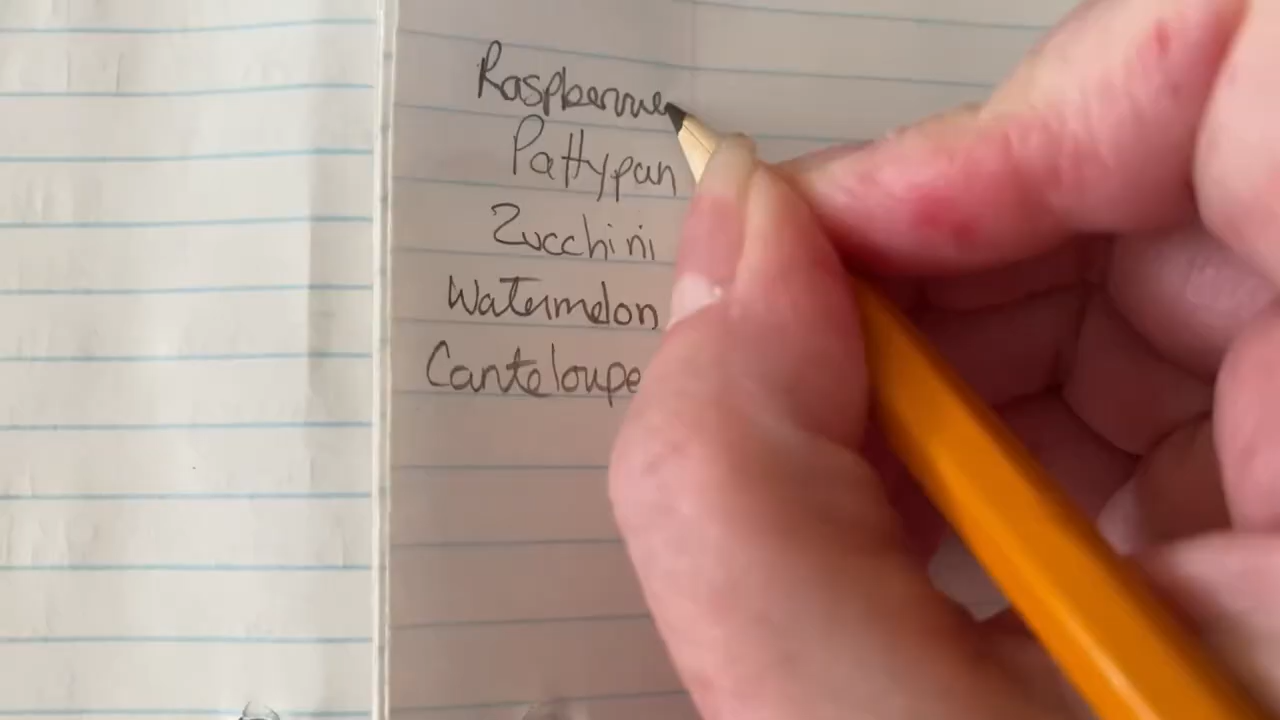 Raspberrie
Pattypan
Zucchini
Watermelon
Canteloupe